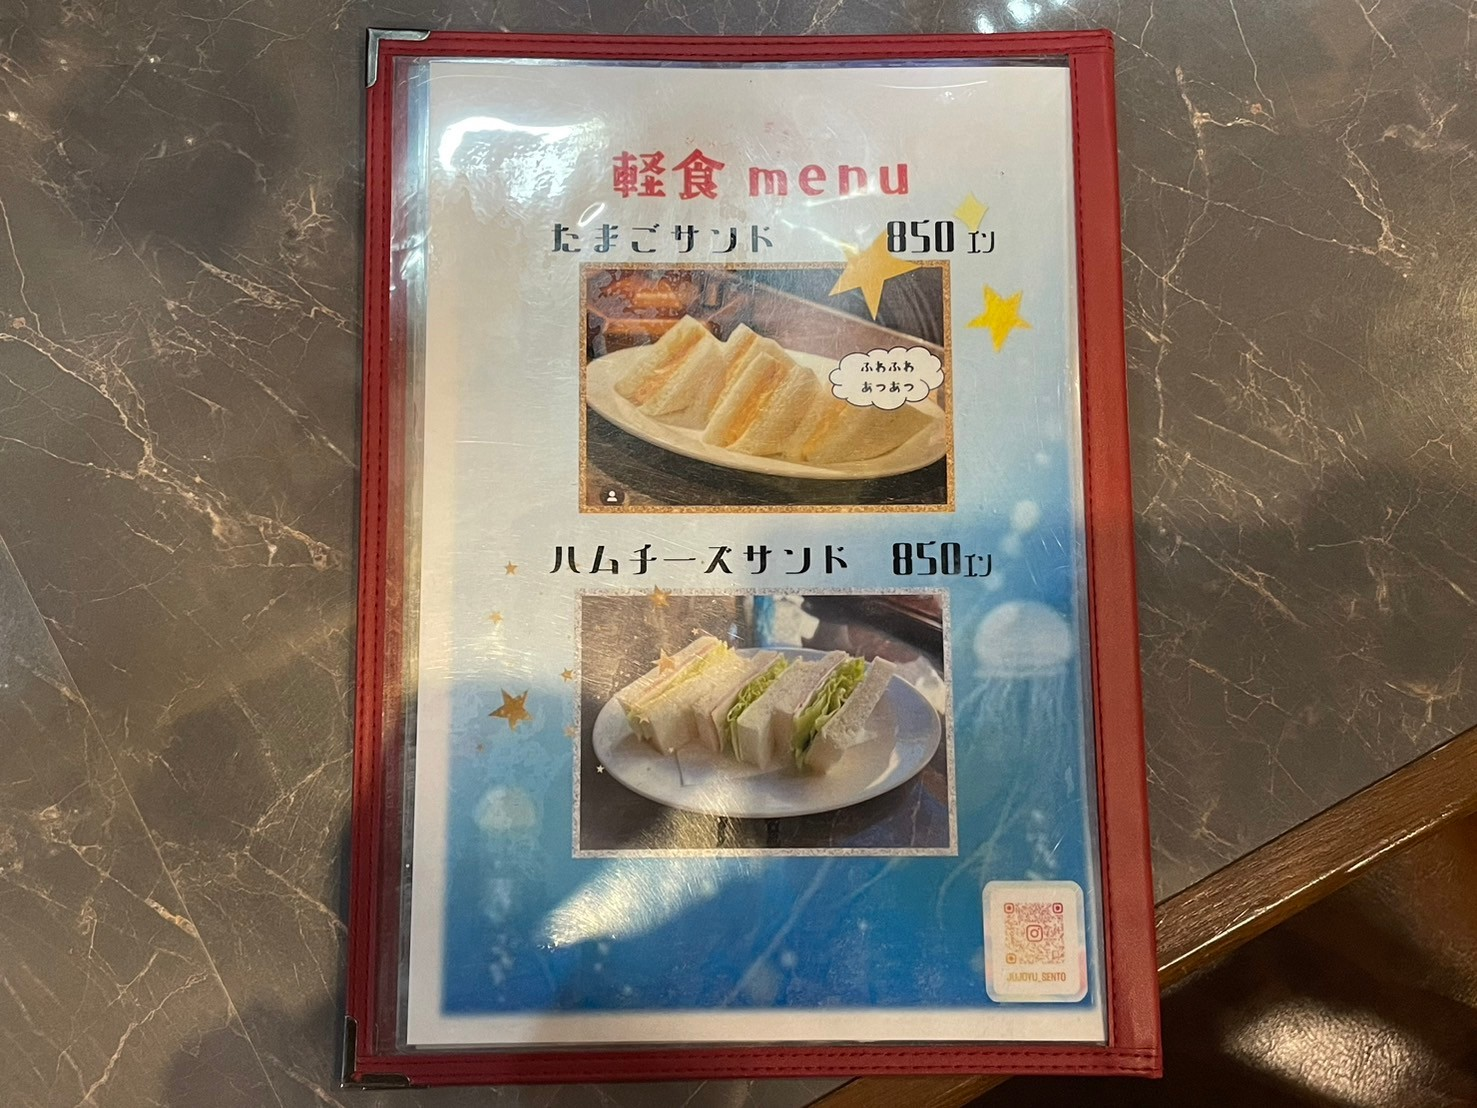 軽食 menu
たまごサンド 850エン
ふわふわ
あつあつ
ハムチーズサンド 850エン
JUJOYU_SENTO